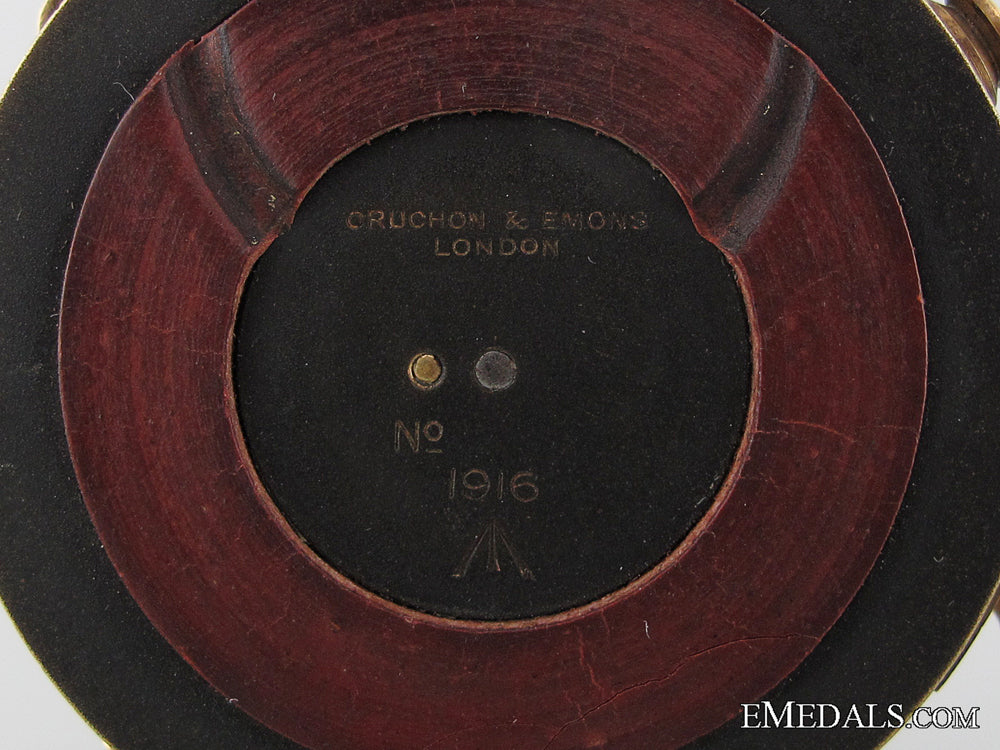 CRUCHON & EMONS
LONDON
Nº
1916
EMEDALS.COM